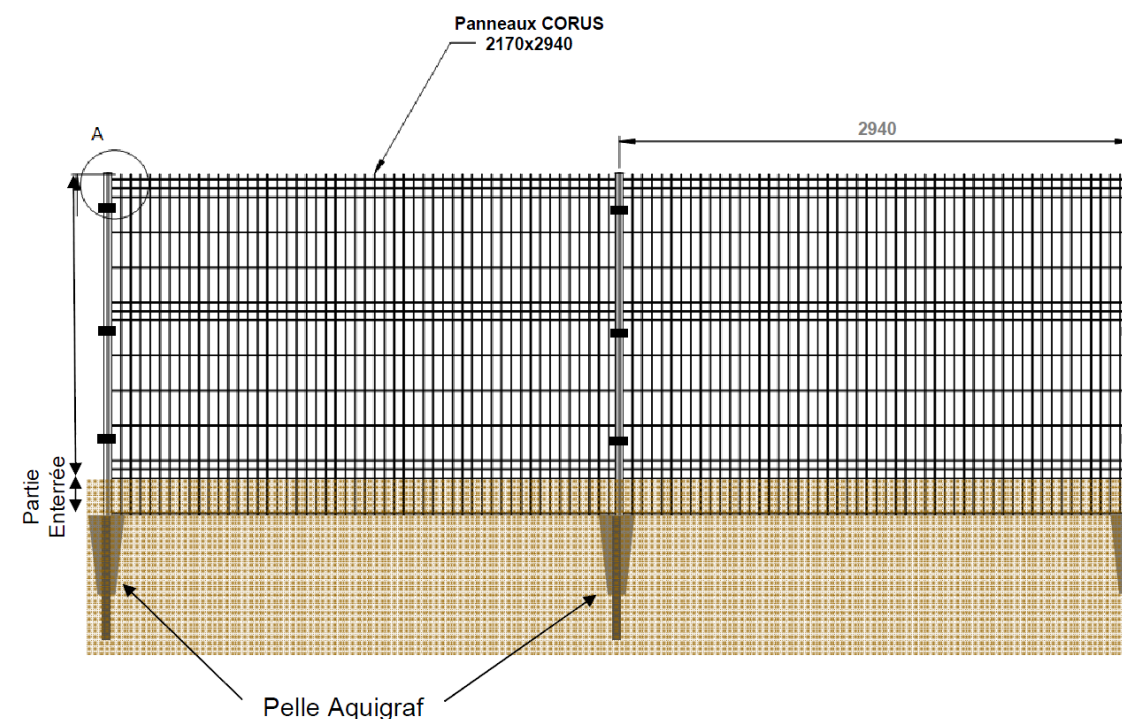 Panneaux CORUS
2170x2940
2940
A
Partie
Enterrée
Pelle Aquigraf